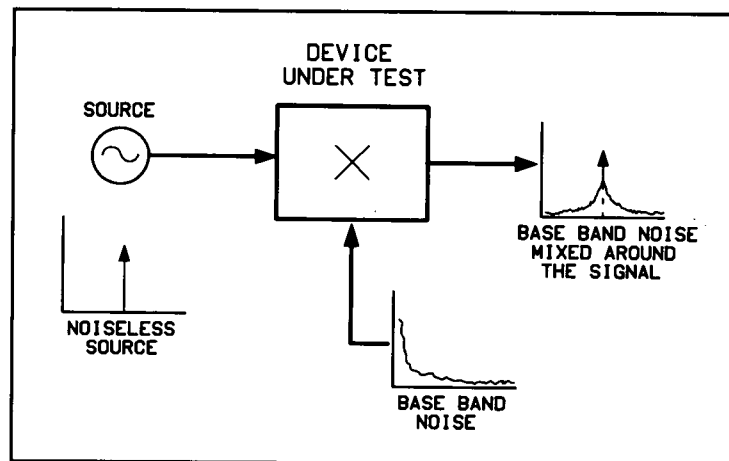 DEVICE
UNDER TEST
SOURCE
NOISELESS
SOURCE
BASE BAND NOISE
MIXED AROUND
THE SIGNAL
BASE BAND
NOISE